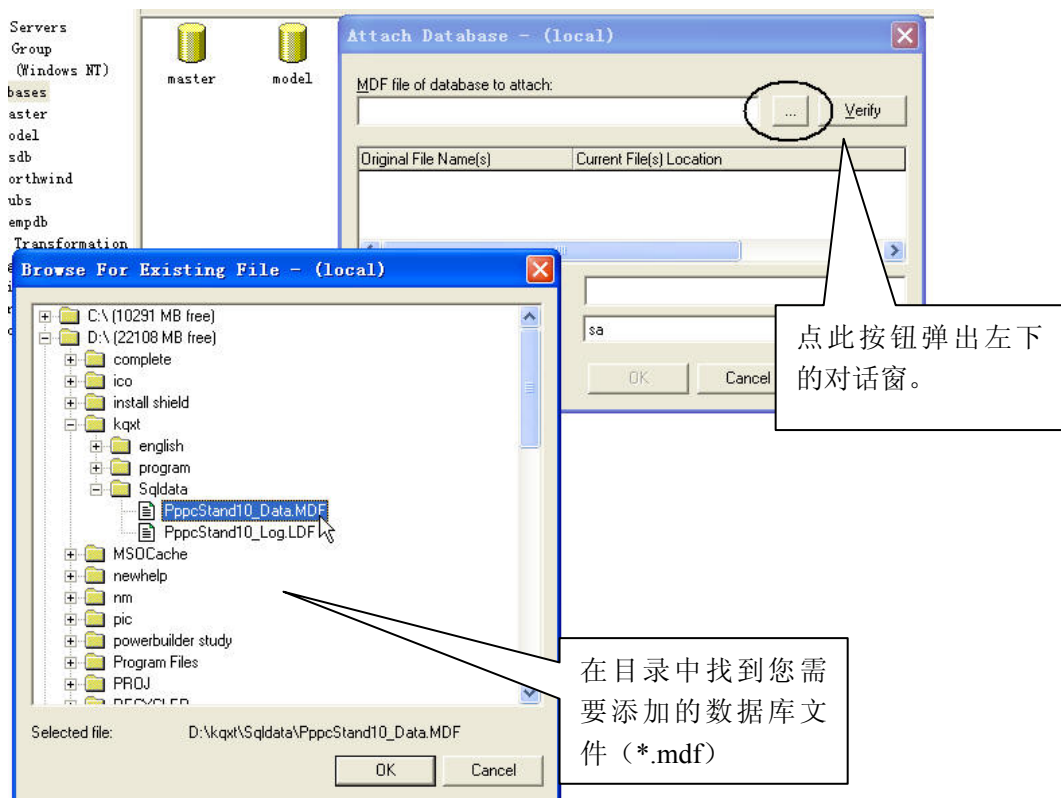 Servers
Group
(Windows NT)
bases
aster
odel
sdb
orthwind
ubs
empdb
Transformation
master
model
Attach Database - (local)
MDF file of database to attach:
...
Verify
Original File Name(s)
Current File(s) Location
sa
OK
Cancel
点此按钮弹出左下
的对话窗。
Browse For Existing File - (local)
C:\ (10291 MB free)
D:\ (22108 MB free)
complete
ico
install shield
kqxt
english
program
Sqldata
PppcStand10_Data.MDF
PppcStand10_Log.LDF
MSOCache
newhelp
nm
pic
powerbuilder study
Program Files
PROJ
RECYCLED
Selected file:
D:\kqxt\Sqldata\PppcStand10_Data.MDF
OK
Cancel
在目录中找到您需
要添加的数据库文
件（*.mdf）